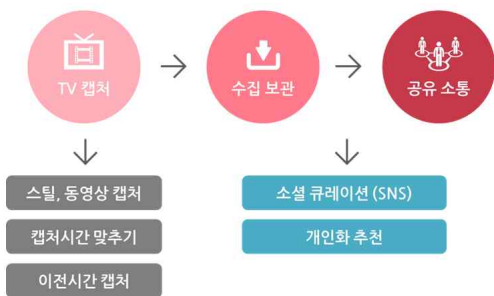 TV 캡처
수집 보관
공유 소통
스틸, 동영상 캡처
캡처시간 맞추기
이전시간 캡처
소셜 큐레이션 (SNS)
개인화 추천